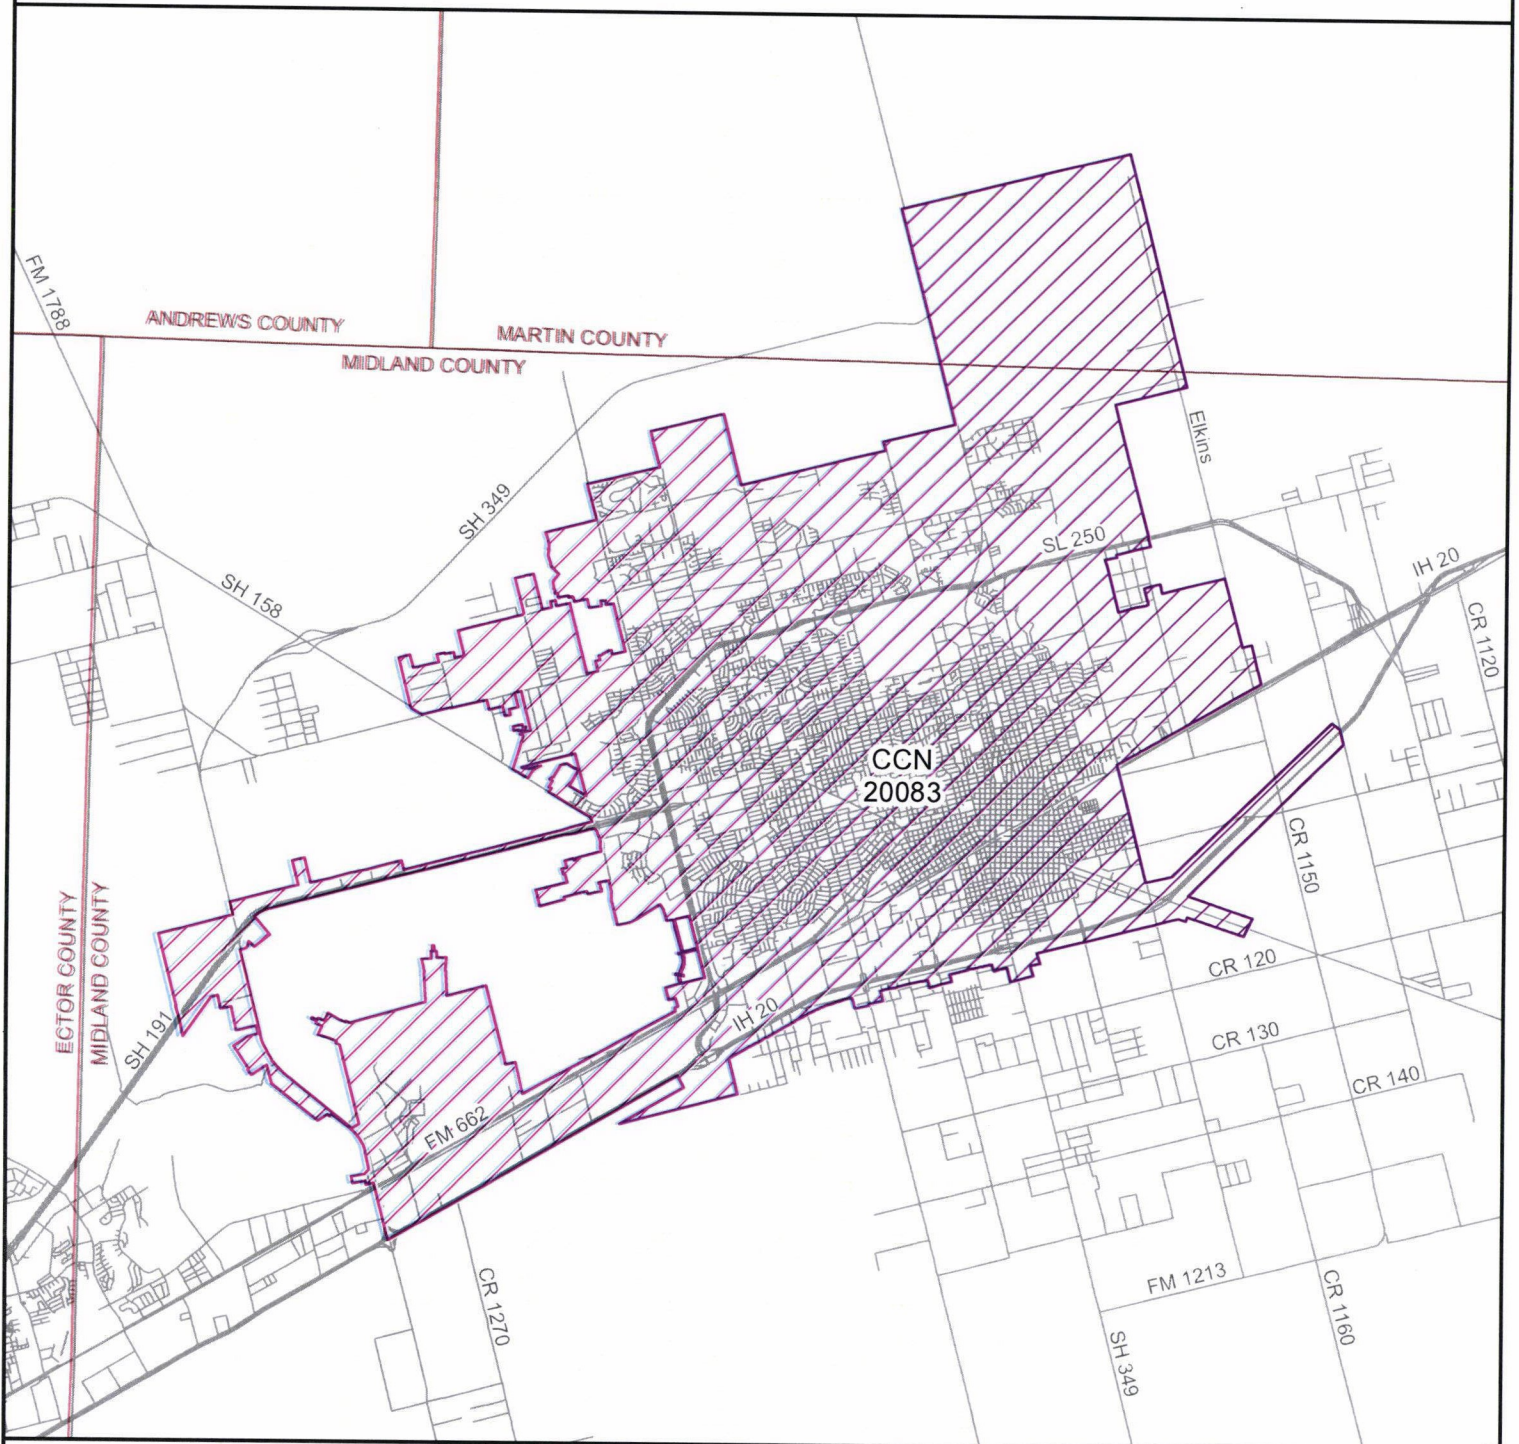 FM 1788
ANDREWS COUNTY
MARTIN COUNTY
MIDLAND COUNTY
Elkins
SH 349
SL 250
IH 20
SH 158
CR 1120
CCN
20083
CR 1150
ECTOR COUNTY
MIDLAND COUNTY
CR 120
SH 191
IH 20
CR 130
CR 140
FM 662
FM 1213
CR 1270
CR 1160
SH 349